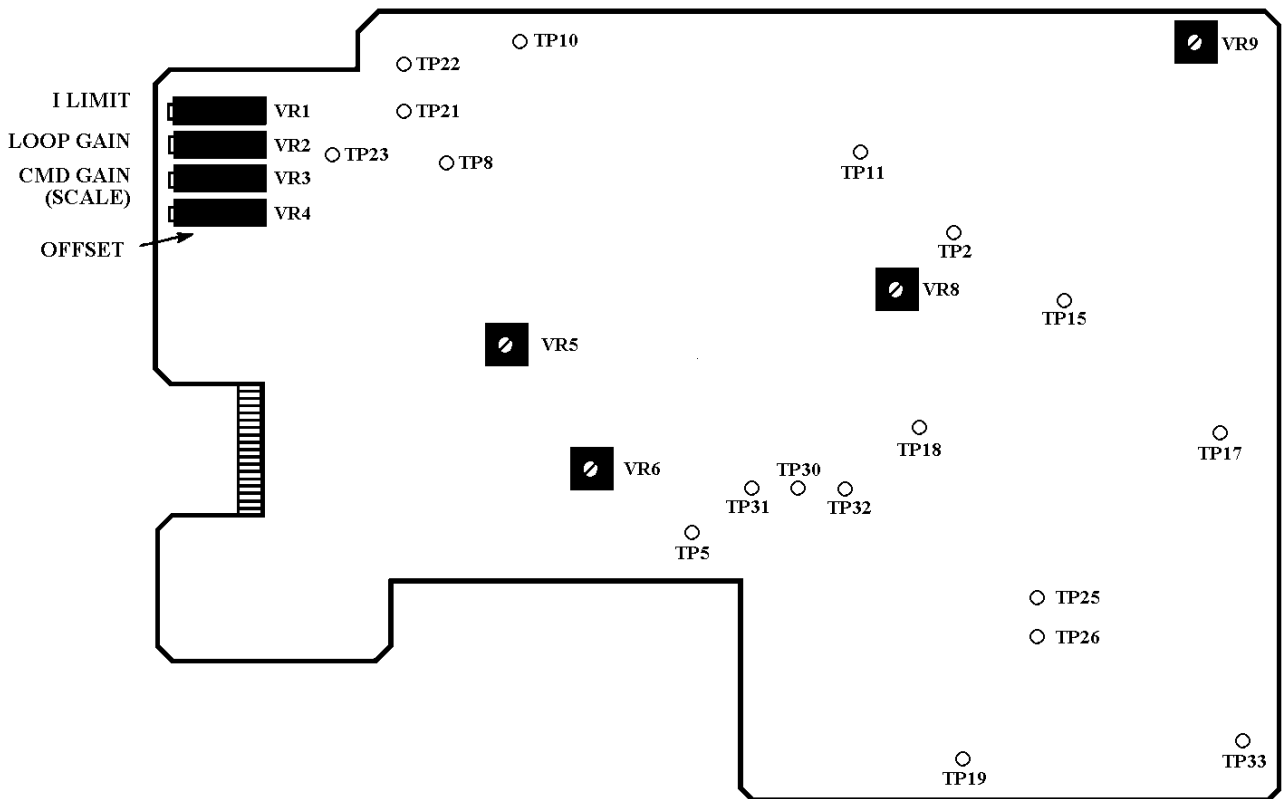 TP10
VR9
TP22
I LIMIT
VR1
TP21
LOOP GAIN
VR2
TP23
TP8
TP11
CMD GAIN
(SCALE)
VR3
VR4
OFFSET
TP2
VR8
TP15
VR5
TP18
TP17
VR6
TP30
TP31
TP32
TP5
TP25
TP26
TP19
TP33